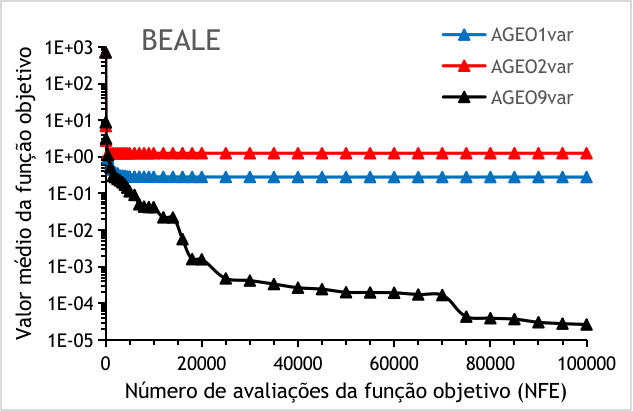 BEALE
AGEO1var
AGEO2var
AGEO9var
Valor médio da função objetivo
1E+03
1E+02
1E+01
1E+00
1E-01
1E-02
1E-03
1E-04
1E-05
0 20000 40000 60000 80000 100000
Número de avaliações da função objetivo (NFE)